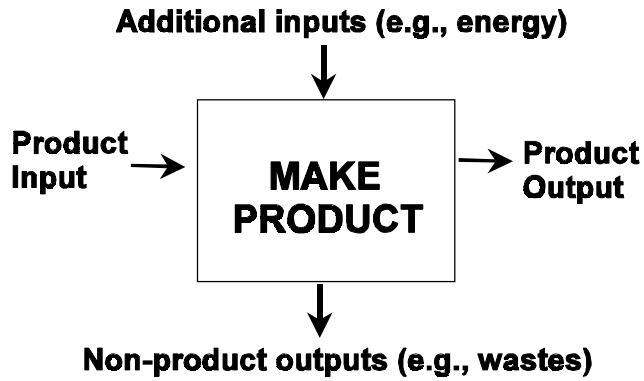 Additional inputs (e.g., energy)
Product
Input
MAKE
PRODUCT
Product
Output
Non-product outputs (e.g., wastes)